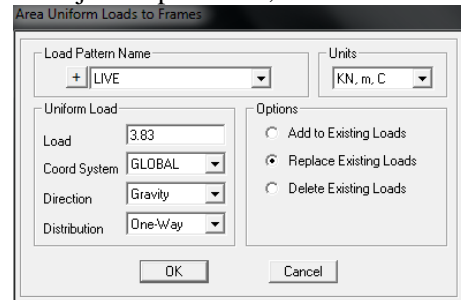 Area Uniform Loads to Frames
Load Pattern Name
+ LIVE
Units
KN, m, C
Uniform Load
Load 3.83
Coord System GLOBAL
Direction Gravity
Distribution One-Way
Options
Add to Existing Loads
Replace Existing Loads
Delete Existing Loads
OK Cancel